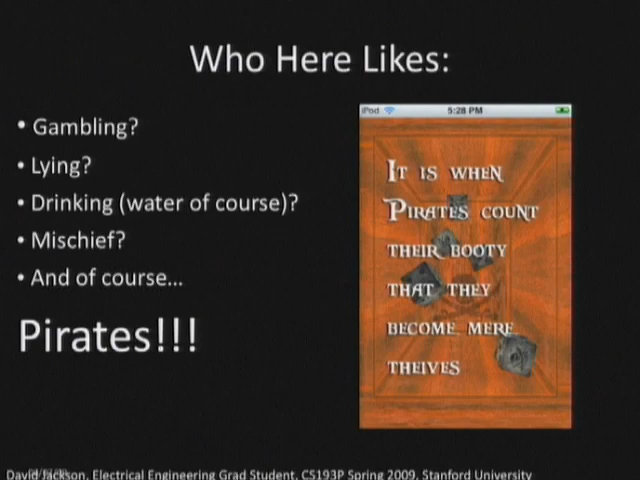 Who Here Likes:
• Gambling?
• Lying?
• Drinking (water of course)?
• Mischief?
• And of course...
Pirates!!!
iPod 5:28 PM
It is when
Pirates count
their booty
that they
become mere
theives
David Jackson, Electrical Engineering Grad Student, CS193P Spring 2009, Stanford University